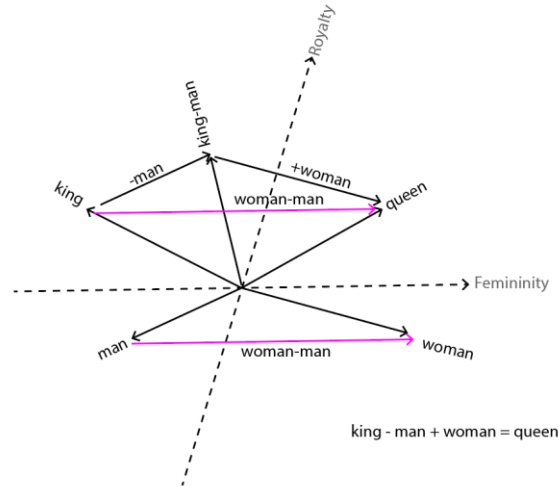 Royalty
king-man
-man
+woman
king
woman-man
queen
Femininity
man
woman-man
woman
king - man + woman = queen